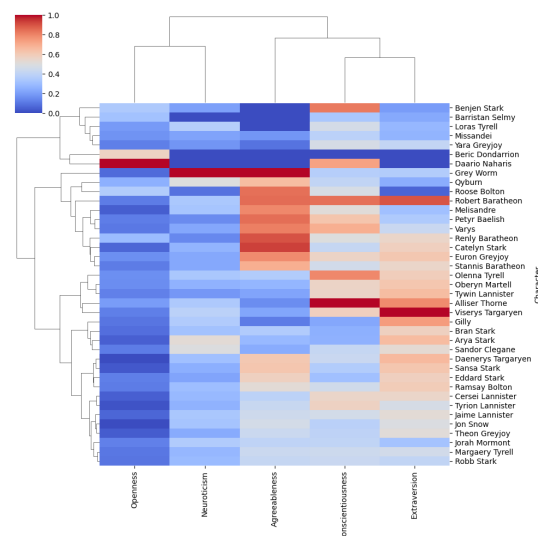 1.0
0.8
0.6
0.4
0.2
0.0
Benjen Stark
Barristan Selmy
Loras Tyrell
Missandei
Yara Greyjoy
Beric Dondarrion
Daario Naharis
Grey Worm
Qyburn
Roose Bolton
Robert Baratheon
Melisandre
Petyr Baelish
Varys
Renly Baratheon
Catelyn Stark
Euron Greyjoy
Stannis Baratheon
Olenna Tyrell
Oberyn Martell
Tywin Lannister
Alliser Thorne
Viserys Targaryen
Gilly
Bran Stark
Arya Stark
Sandor Clegane
Daenerys Targaryen
Sansa Stark
Eddard Stark
Ramsay Bolton
Cersei Lannister
Tyrion Lannister
Jaime Lannister
Jon Snow
Theon Greyjoy
Jorah Mormont
Margaery Tyrell
Robb Stark
Character
Openness
Neuroticism
Agreeableness
onscientiousness
Extraversion